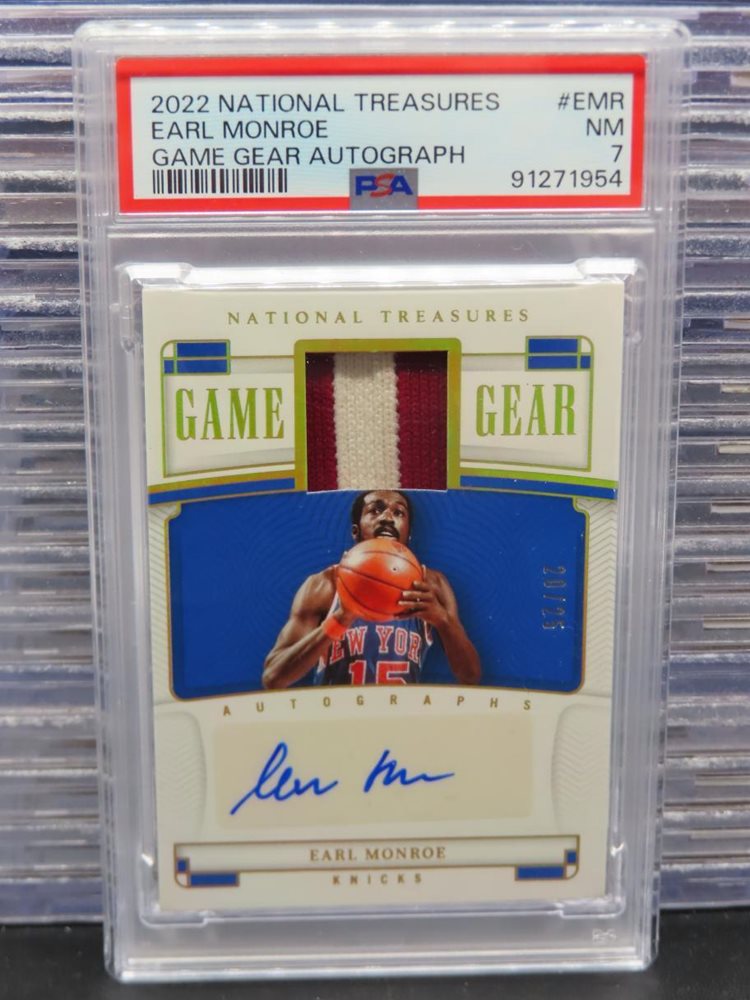 2022 NATIONAL TREASURES #EMR
EARL MONROE NM
GAME GEAR AUTOGRAPH 7
PSA 91271954
NATIONAL TREASURES
GAME GEAR
20/25
NEW YORK
15
AUTOGRAPHS
EARL MONROE
KNICKS